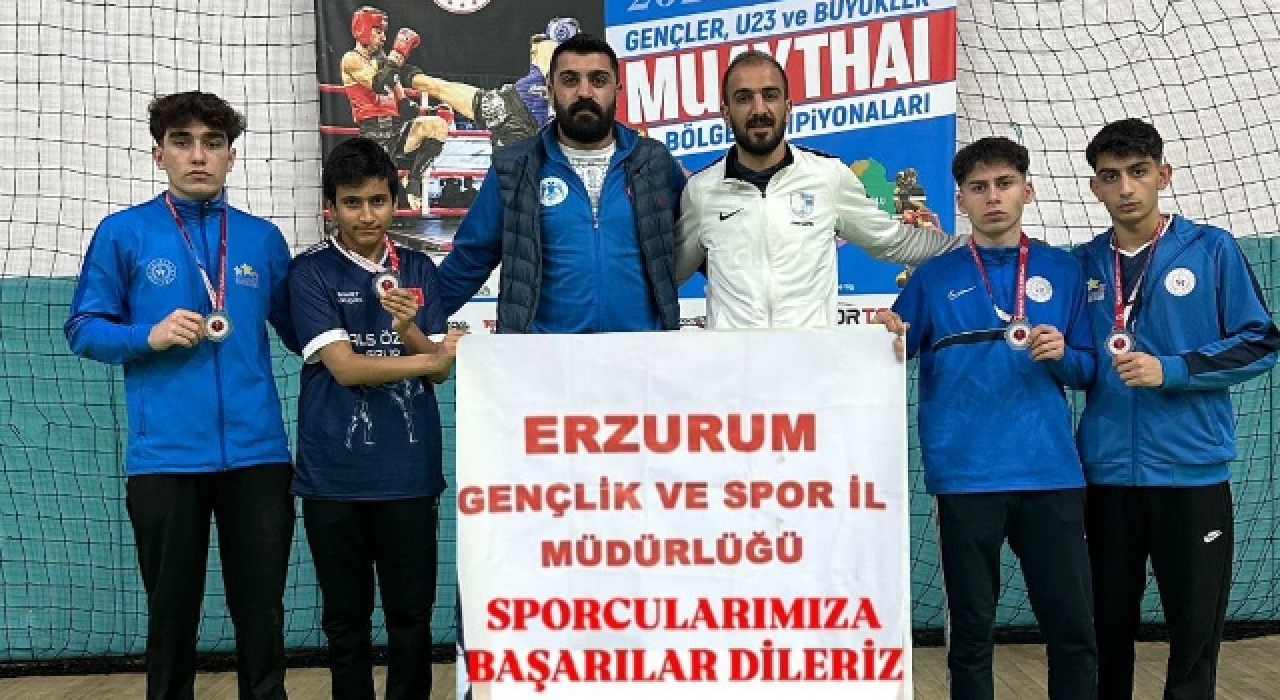 GENÇLER, U23 ve BÜYÜKLER
MUAYTHAI
ERZURUM
GENÇLİK VE SPOR İL
MÜDÜRLÜĞÜ
SPORCULARIMIZA
BAŞARILAR DİLERİZ